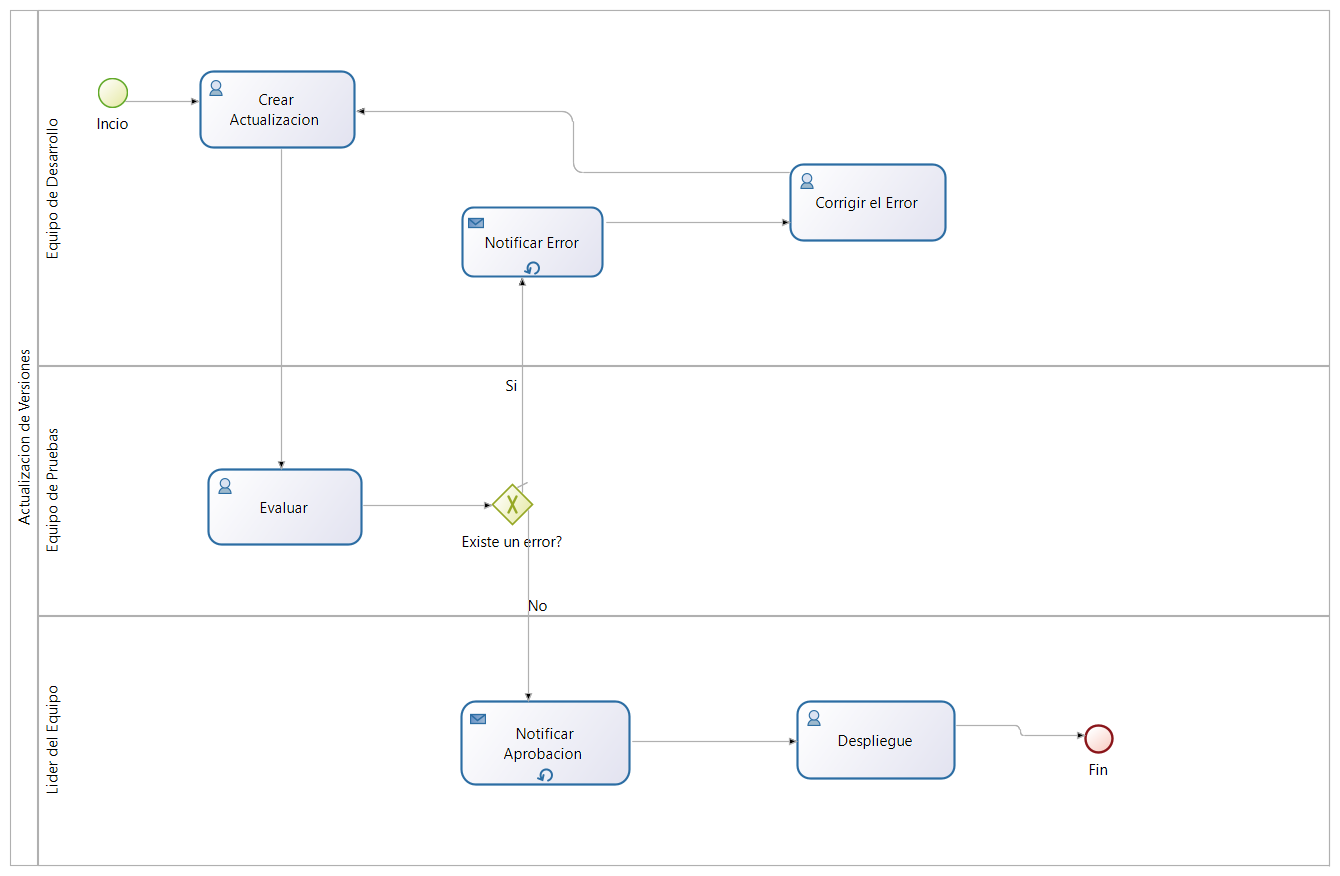 Actualizacion de Versiones
Equipo de Desarrollo
Incio
Crear
Actualizacion
Notificar Error
Corrigir el Error
Equipo de Pruebas
Si
Evaluar
Existe un error?
No
Lider del Equipo
Notificar
Aprobacion
Despliegue
Fin